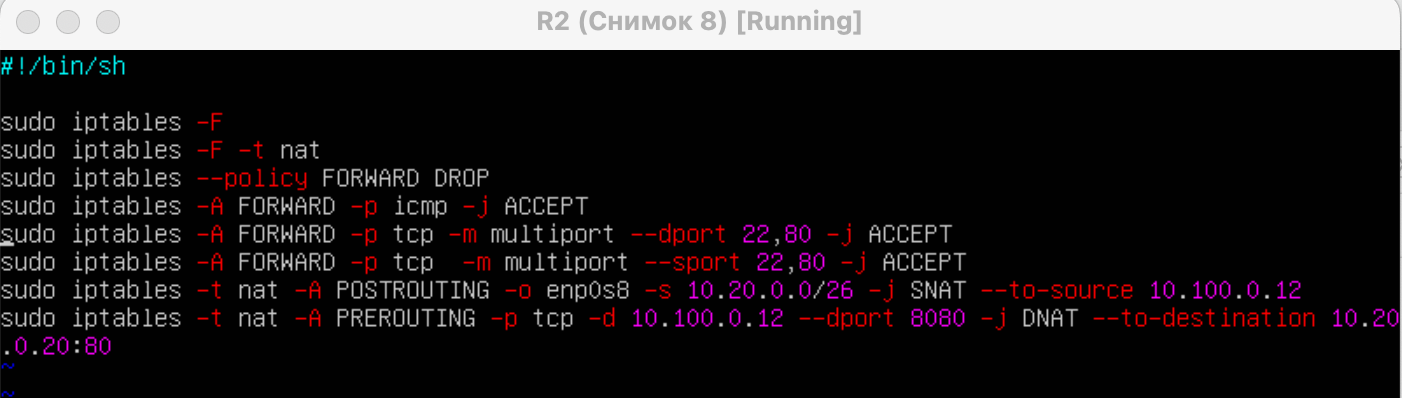 R2 (Снимок 8) [Running]
#!/bin/sh
sudo iptables -F
sudo iptables -F -t nat
sudo iptables --policy FORWARD DROP
sudo iptables -A FORWARD -p icmp -j ACCEPT
sudo iptables -A FORWARD -p tcp -m multiport --dport 22,80 -j ACCEPT
sudo iptables -A FORWARD -p tcp  -m multiport --sport 22,80 -j ACCEPT
sudo iptables -t nat -A POSTROUTING -o enp0s8 -s 10.20.0.0/26 -j SNAT --to-source 10.100.0.12
sudo iptables -t nat -A PREROUTING -p tcp -d 10.100.0.12 --dport 8080 -j DNAT --to-destination 10.20
.0.20:80
~
~